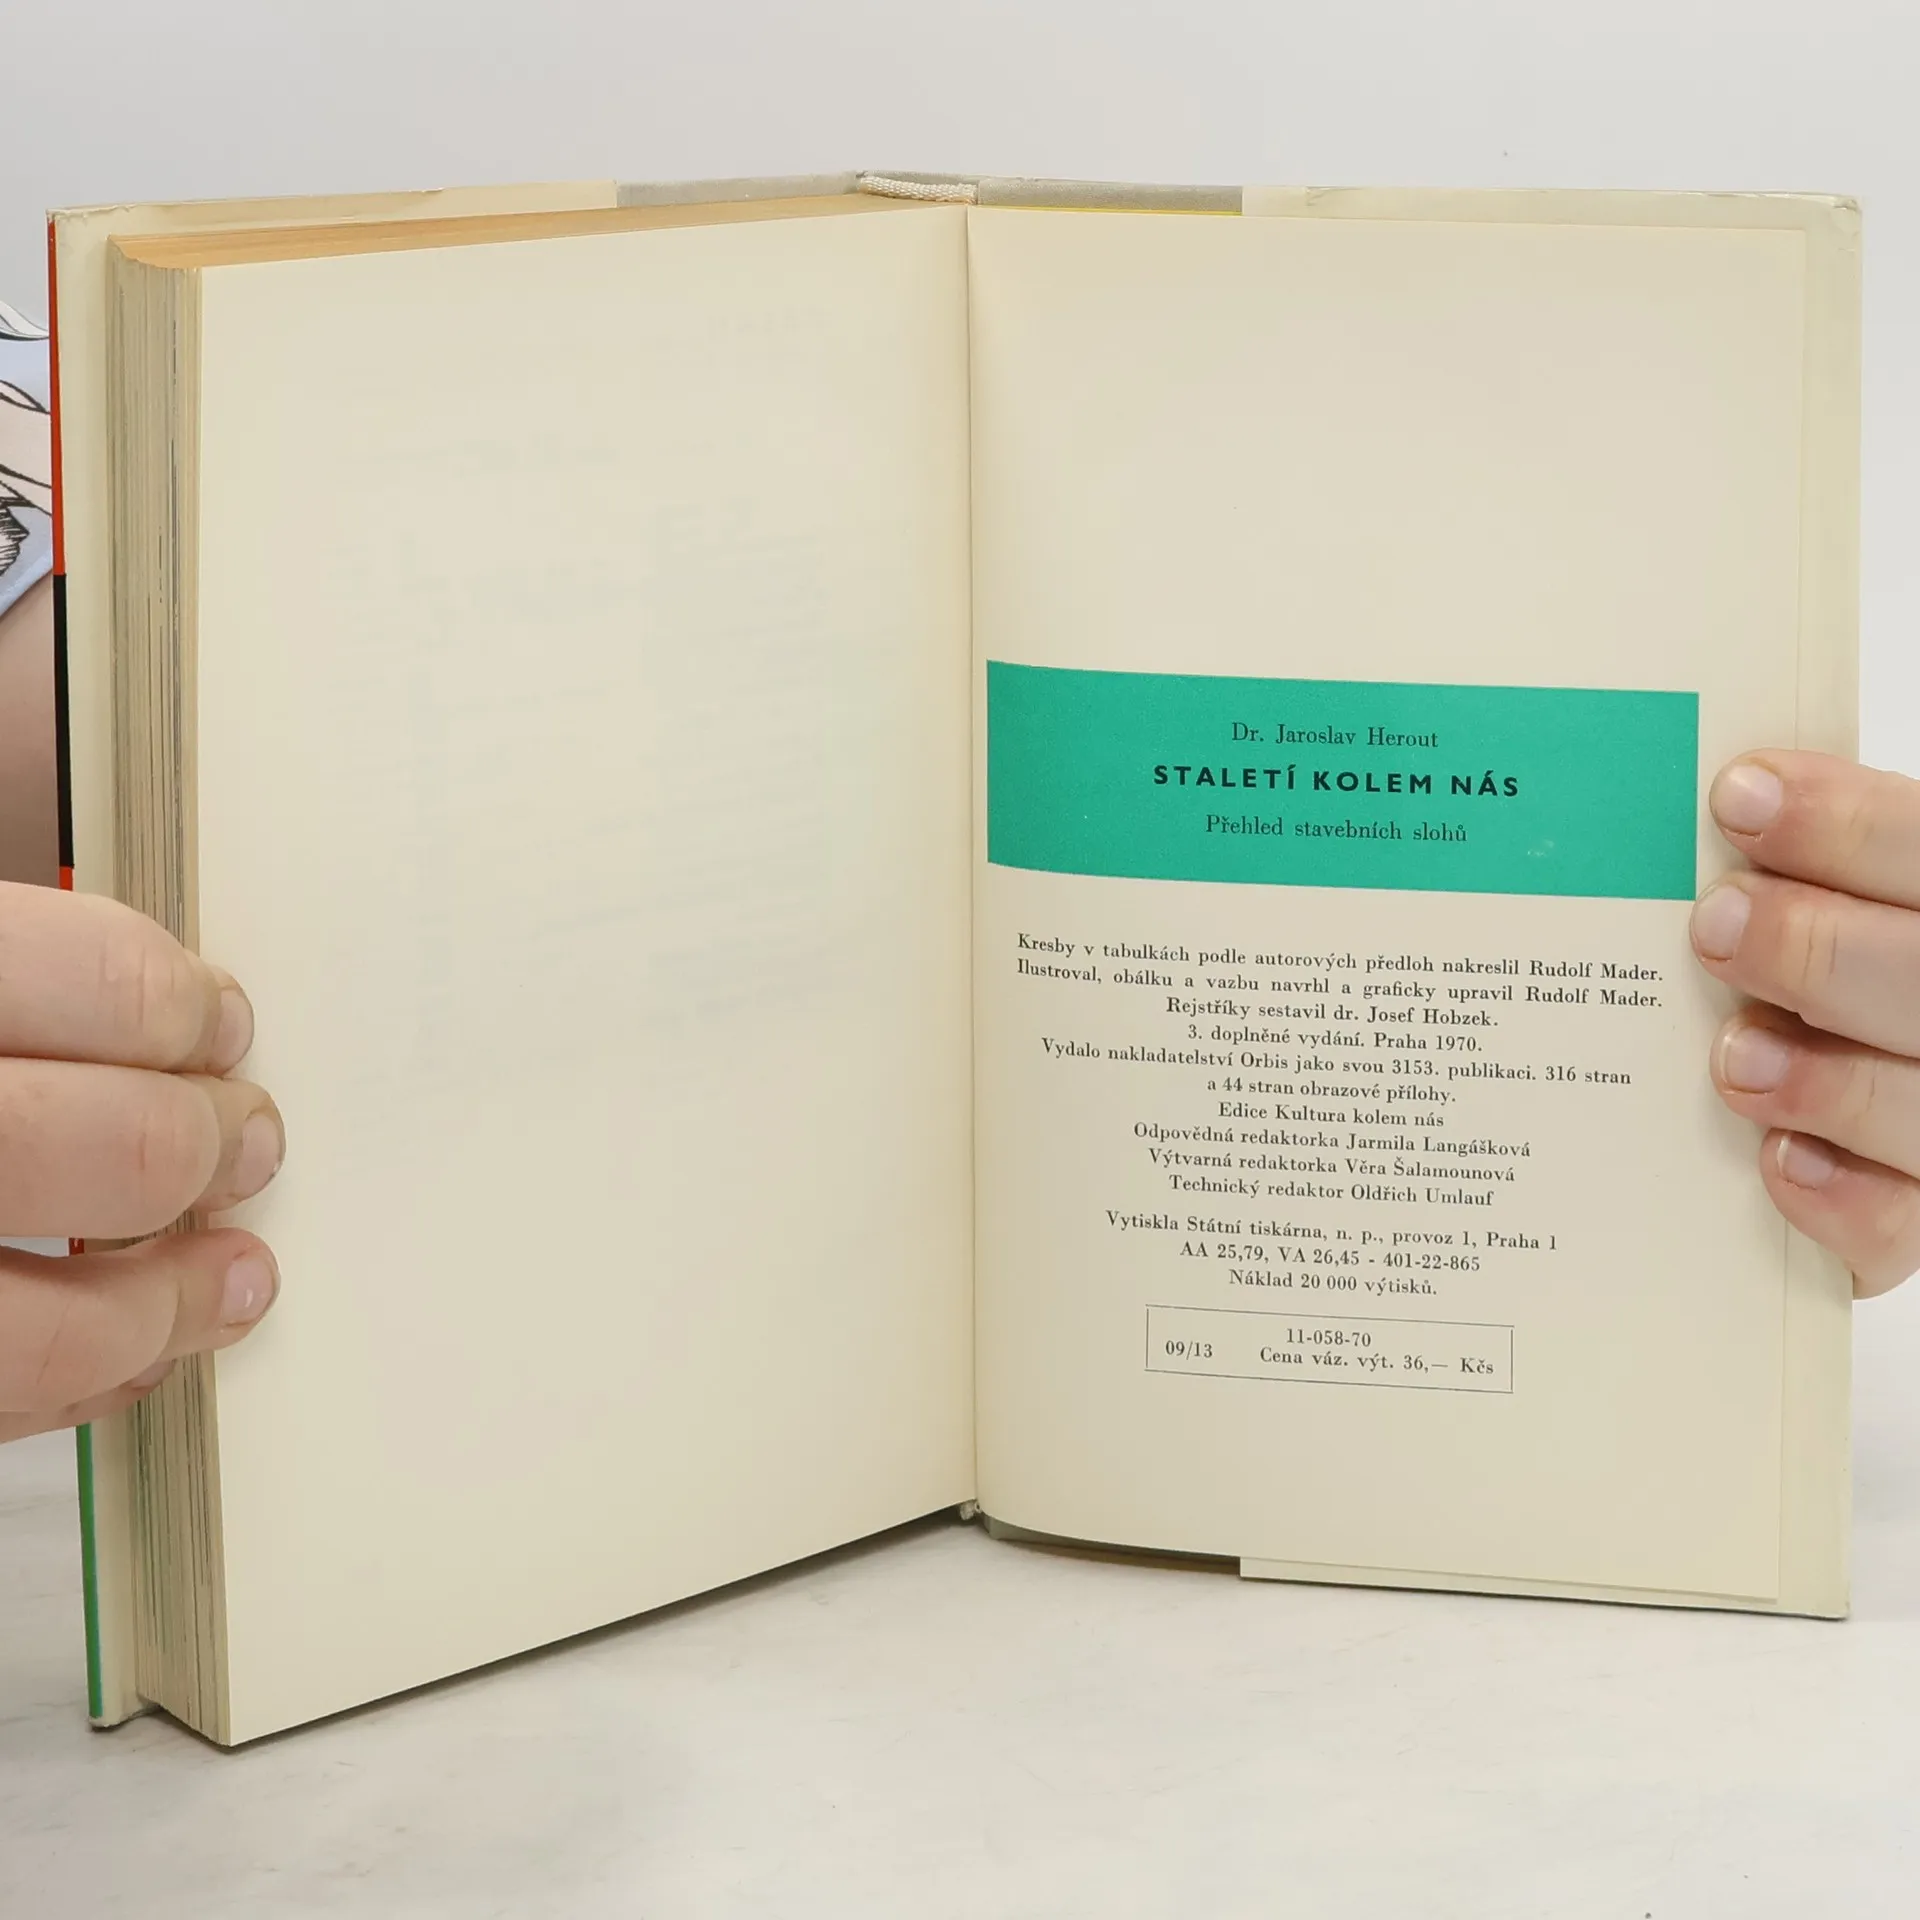 Dr. Jaroslav Herout
STALETÍ KOLEM NÁS
Přehled stavebních slohů
Kresby v tabulkách podle autorových předloh nakreslil Rudolf Mader.
Ilustroval, obálku a vazbu navrhl a graficky upravil Rudolf Mader.
Rejstříky sestavil dr. Josef Hobzek.
3. doplněné vydání. Praha 1970.
Vydalo nakladatelství Orbis jako svou 3153. publikaci. 316 stran
a 44 stran obrazové přílohy.
Edice Kultura kolem nás
Odpovědná redaktorka Jarmila Langášková
Výtvarná redaktorka Věra Šalamounová
Technický redaktor Oldřich Umlauf
Vytiskla Státní tiskárna, n. p., provoz 1, Praha 1
AA 25,79, VA 26,45 - 401-22-865
Náklad 20 000 výtisků.
11-058-70
09/13 Cena váz. výt. 36,— Kčs